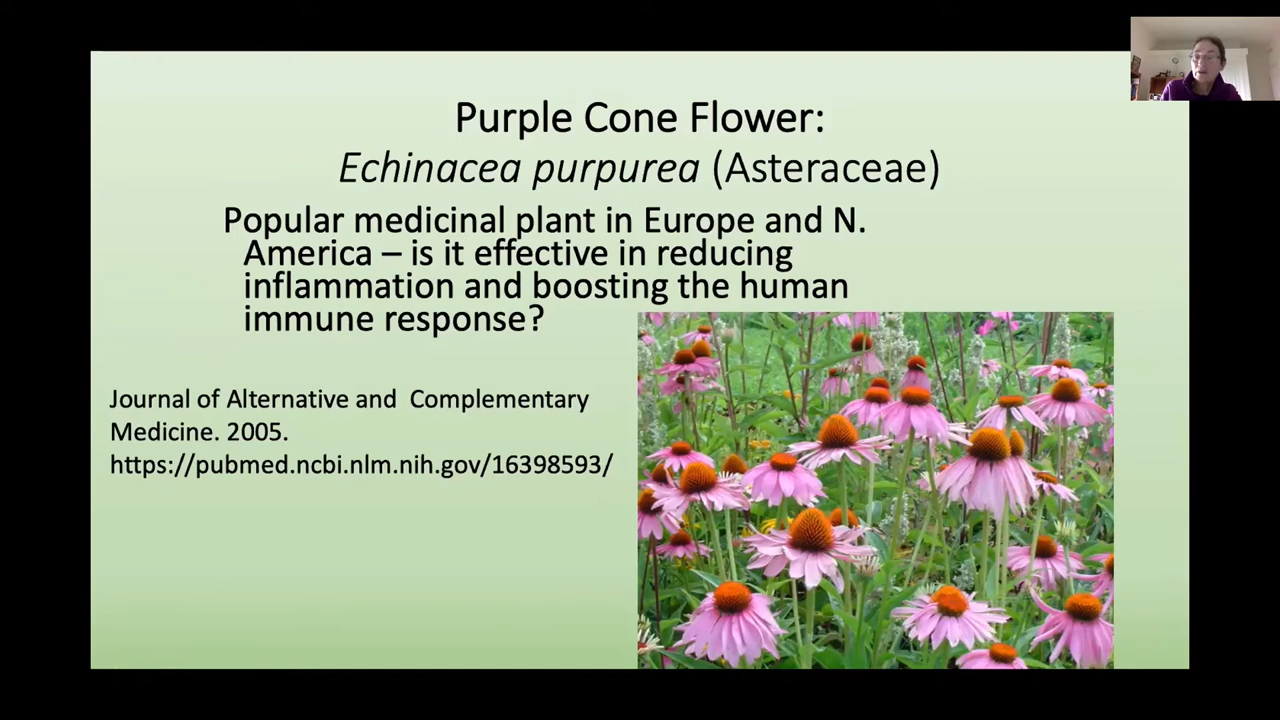 Purple Cone Flower:
Echinacea purpurea (Asteraceae)
Popular medicinal plant in Europe and N.
America – is it effective in reducing
inflammation and boosting the human
immune response?
Journal of Alternative and  Complementary
Medicine. 2005.
https://pubmed.ncbi.nlm.nih.gov/16398593/